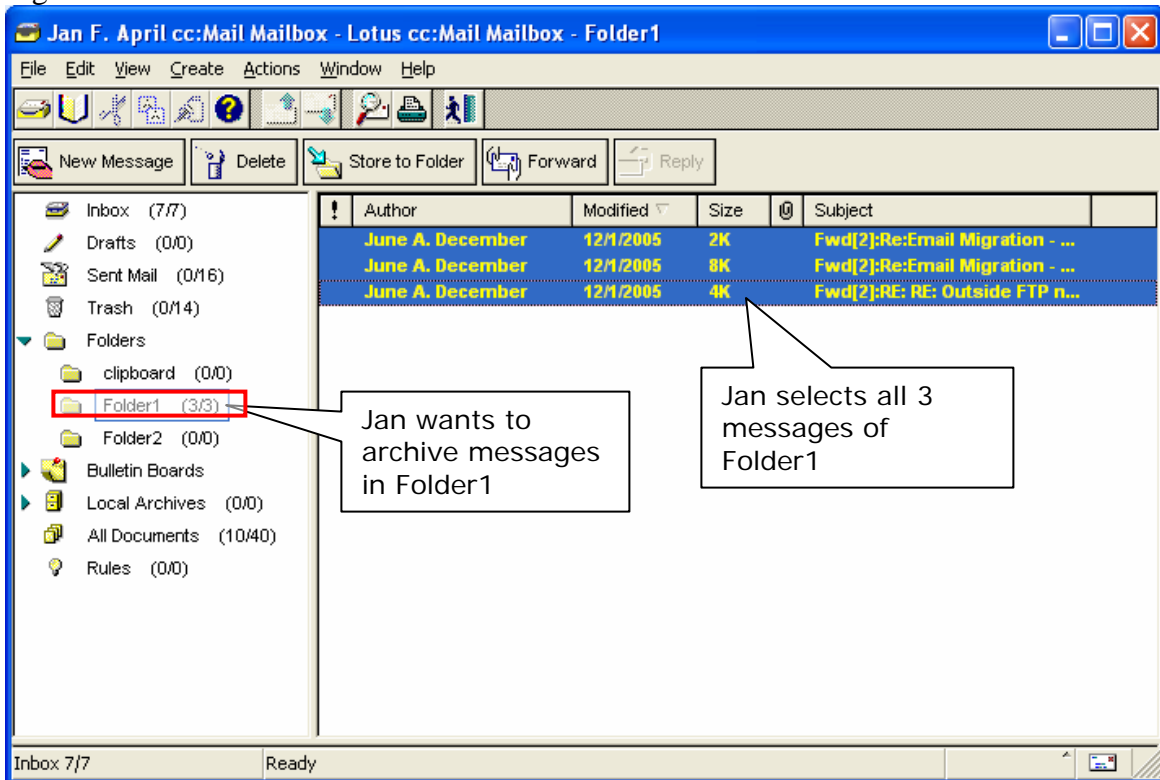 Jan F. April cc:Mail Mailbox - Lotus cc:Mail Mailbox - Folder1
File Edit View Create Actions Window Help
New Message Delete Store to Folder Forward Reply
Inbox (7/7)
Drafts (0/0)
Sent Mail (0/16)
Trash (0/14)
Folders
clipboard (0/0)
Folder1 (3/3)
Folder2 (0/0)
Bulletin Boards
Local Archives (0/0)
All Documents (10/40)
Rules (0/0)
! Author Modified Size Subject
June A. December 12/1/2005 2K Fwd[2]:Re:Email Migration - ...
June A. December 12/1/2005 8K Fwd[2]:Re:Email Migration - ...
June A. December 12/1/2005 4K Fwd[2]:RE: RE: Outside FTP n...
Jan wants to
archive messages
in Folder1
Jan selects all 3
messages of
Folder1
Inbox 7/7 Ready